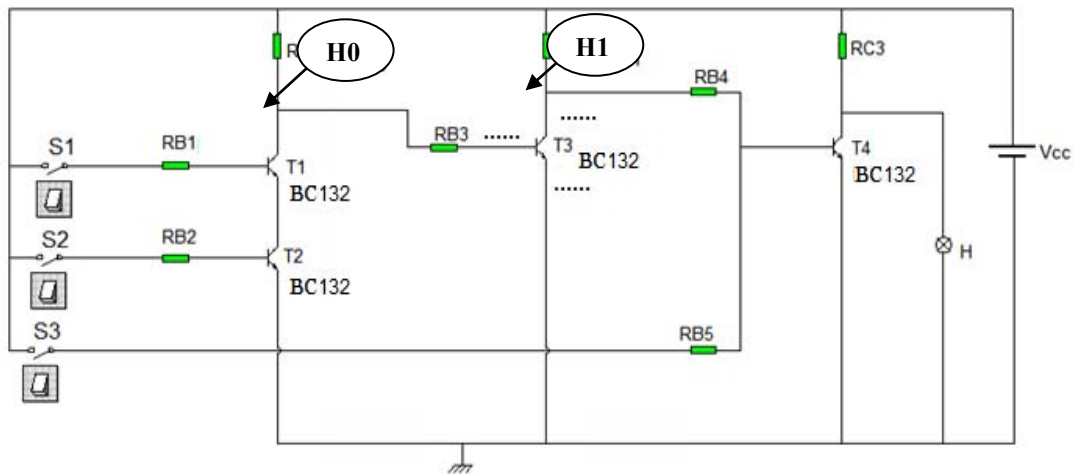 H0
H1
RC3
RB4
S1
RB1
RB3
......
......
T1
T3
T4
Vcc
BC132
BC132
BC132
......
S2
RB2
T2
H
BC132
S3
RB5